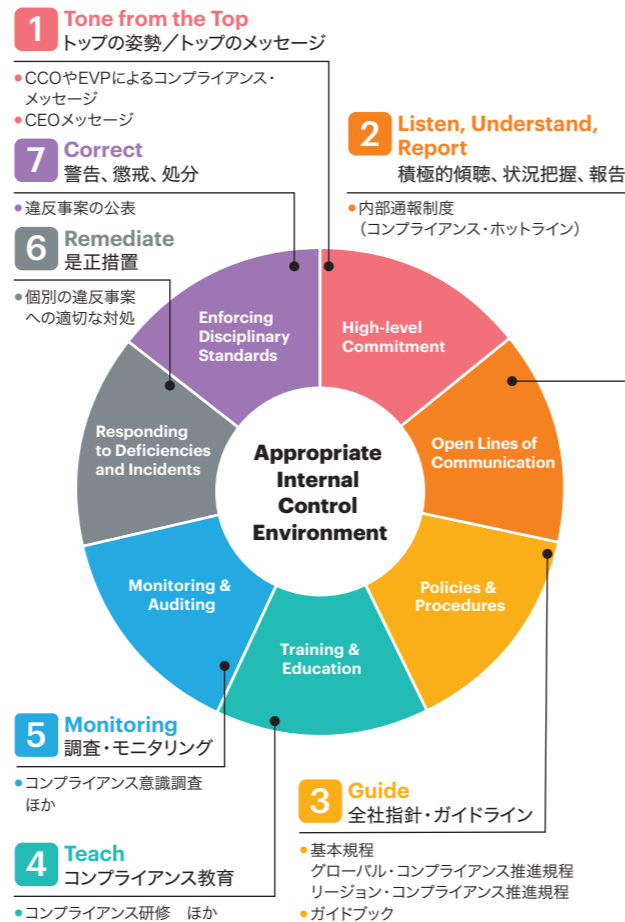 1 Tone from the Top
トップの姿勢／トップのメッセージ
●CCOやEVPによるコンプライアンス・
メッセージ
●CEOメッセージ
2 Listen, Understand,
Report
積極的傾聴、状況把握、報告
●内部通報制度
（コンプライアンス・ホットライン）
7 Correct
警告、懲戒、処分
●違反事案の公表
6 Remediate
是正措置
●個別の違反事案
への適切な対処
Enforcing
Disciplinary
Standards
High-level
Commitment
Responding
to Deficiencies
and Incidents
Open Lines of
Communication
Appropriate
Internal
Control
Environment
Monitoring &
Auditing
Policies &
Procedures
Training &
Education
5 Monitoring
調査・モニタリング
●コンプライアンス意識調査
ほか
3 Guide
全社指針・ガイドライン
●基本規程
グローバル・コンプライアンス推進規程
リージョン・コンプライアンス推進規程
●ガイドブック
4 Teach
コンプライアンス教育
●コンプライアンス研修　ほか